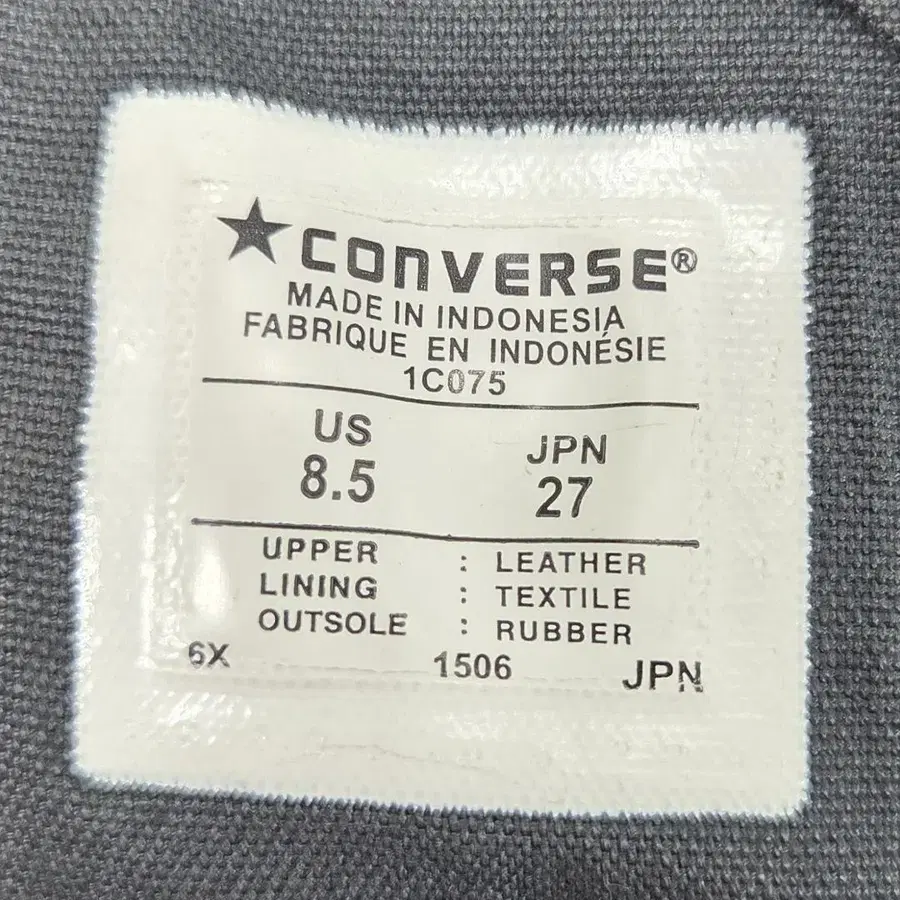 ★CONVERSE®
MADE IN INDONESIA
FABRIQUE EN INDONÉSIE
1C075
US JPN
8.5 27
UPPER : LEATHER
LINING : TEXTILE
OUTSOLE : RUBBER
6X 1506 JPN